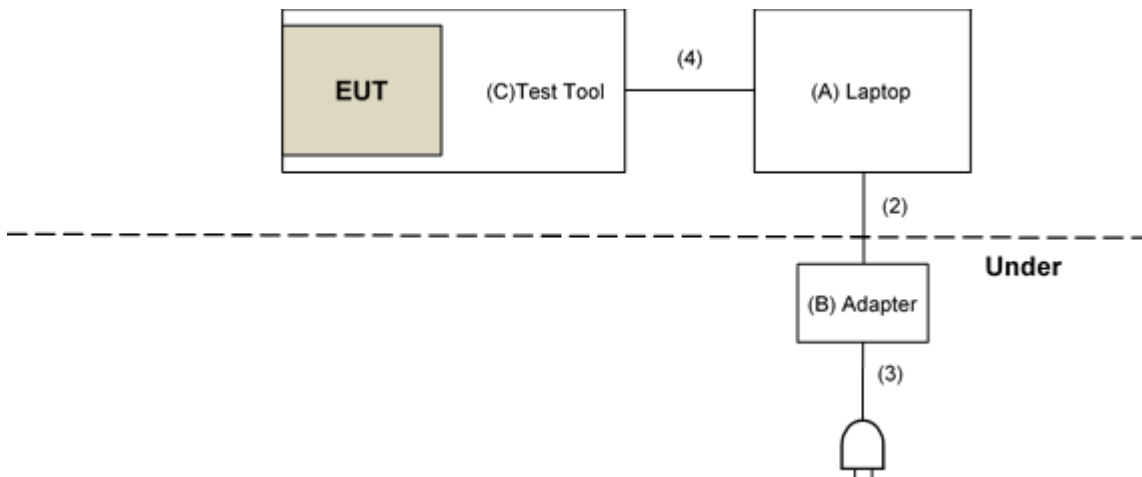 (4)
EUT
(C)Test Tool
(A) Laptop
(2)
Under
(B) Adapter
(3)